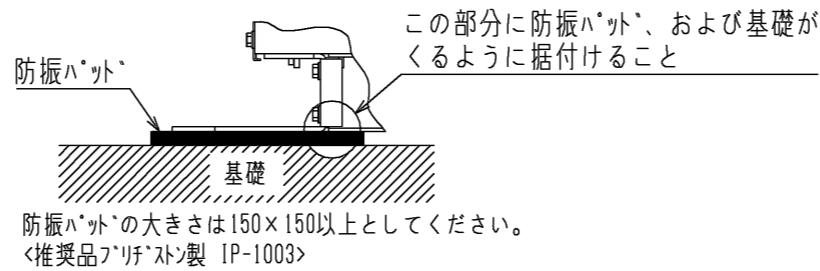 この部分に防振ﾊﾟｯﾄﾞ、および基礎が
くるように据付けること
防振ﾊﾟｯﾄﾞ
基礎
防振ﾊﾟｯﾄﾞの大きさは150×150以上としてください。
<推奨品ﾌﾞﾘﾁﾞｽﾄﾝ製 IP-1003>